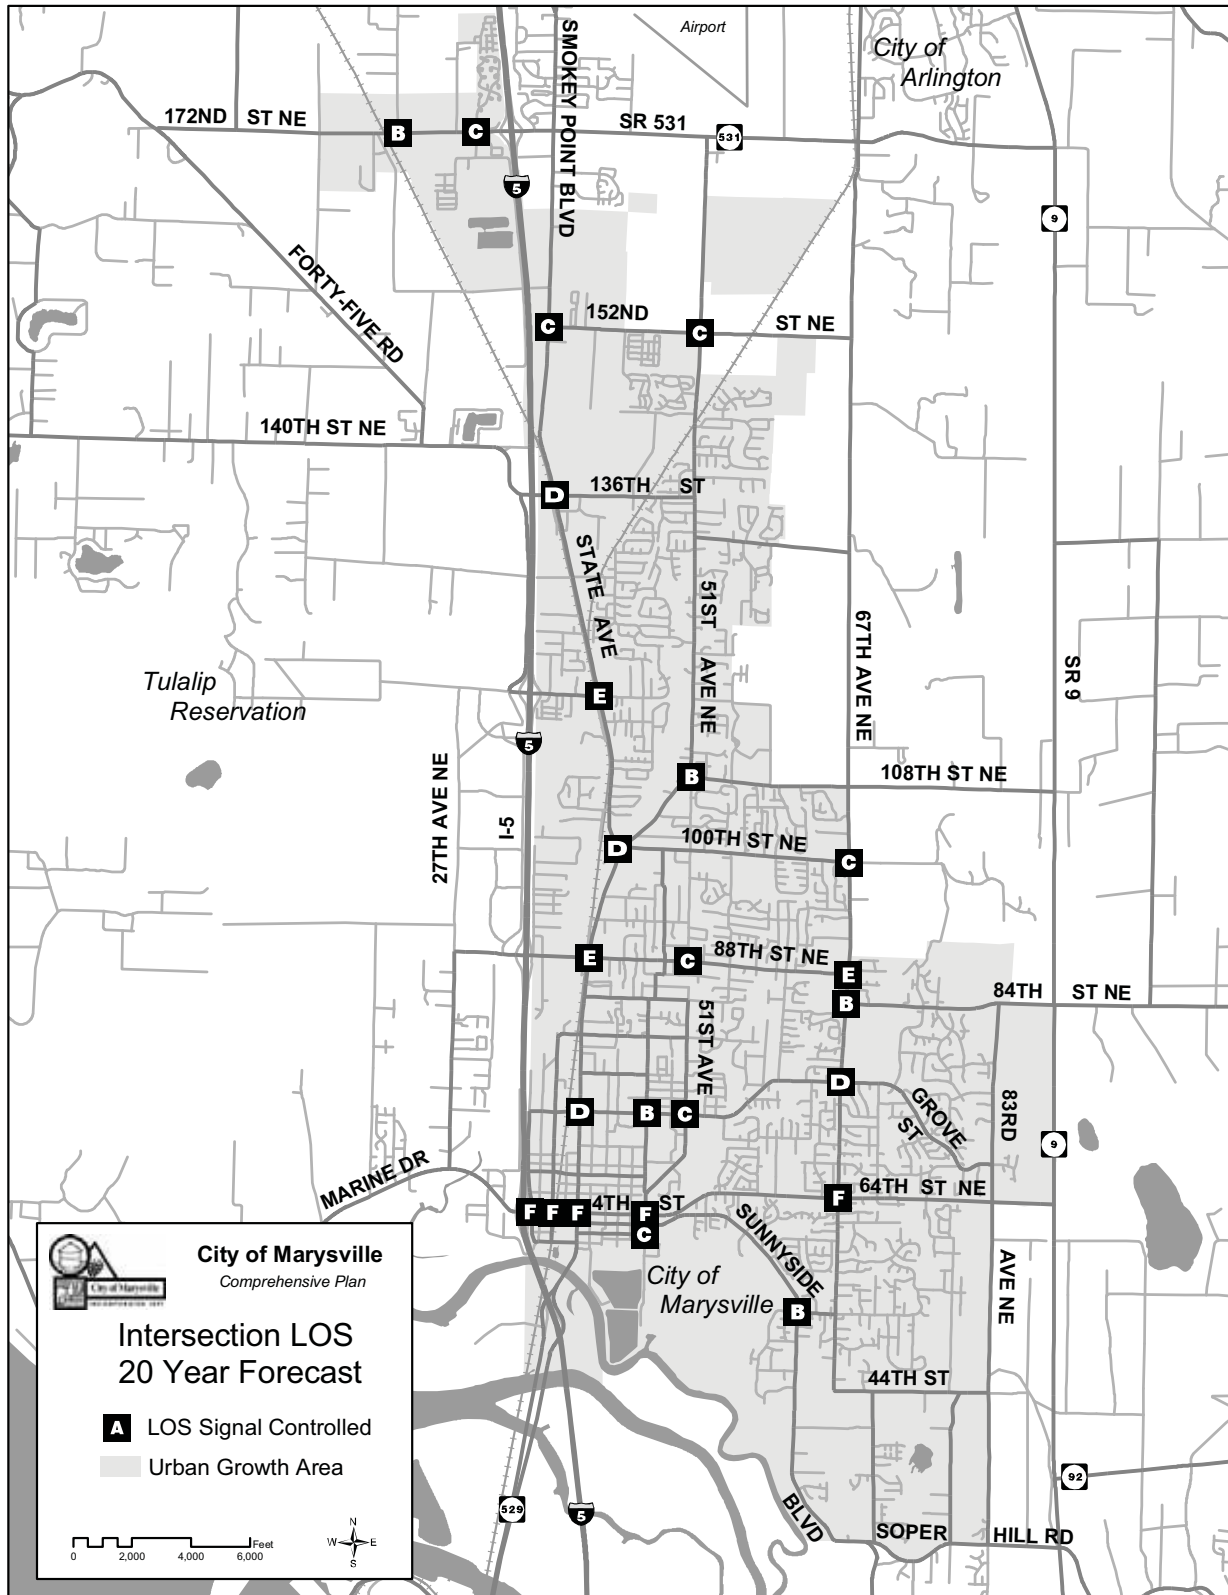 Airport
City of
Arlington
SMOKEY POINT BLVD
172ND ST NE
B
C
SR 531
531
5
9
FORTY-FIVE RD
C
152ND
C
ST NE
140TH ST NE
D
136TH ST
STATE AVE
51ST AVE NE
67TH AVE NE
SR 9
Tulalip
Reservation
E
5
27TH AVE NE
I-5
B
108TH ST NE
D
100TH ST NE
C
E
C
88TH ST NE
E
B
84TH ST NE
51ST AVE
D
D
B
C
GROVE
ST
83RD
AVE NE
9
MARINE DR
F
F
F
4TH ST
F
C
F
64TH ST NE
SUNNYSIDE
BLVD
City of
Marysville
B
44TH ST
92
529
5
SOPER
HILL RD
City of Marysville
INCORPORATED 1891
City of Marysville
Comprehensive Plan
Intersection LOS
20 Year Forecast
A LOS Signal Controlled
Urban Growth Area
Feet
0 2,000 4,000 6,000
N
W E
S